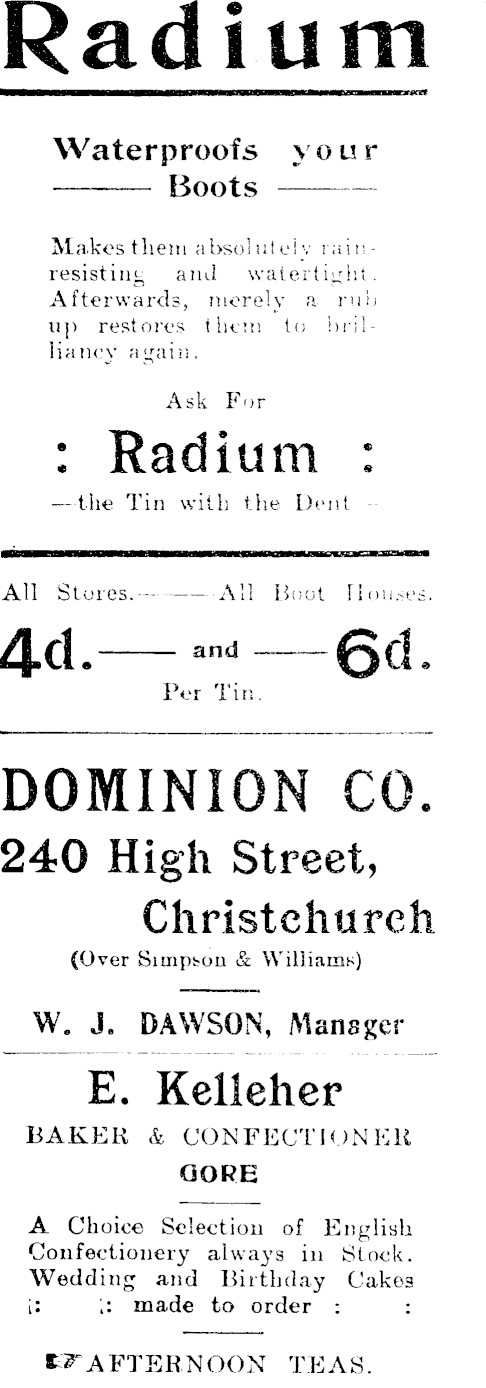 Radium
Waterproofs your
Boots
Makes them absolutely rain-
resisting and watertight.
Afterwards, merely a rub
up restores them to bril-
liancy again.
Ask For
: Radium :
—the Tin with the Dent—
All Stores.———All Boot Houses.
4d.—— and ——6d.
Per Tin.
DOMINION CO.
240 High Street,
Christchurch
(Over Simpson & Williams)
W. J. DAWSON, Manager
E. Kelleher
BAKER & CONFECTIONER
GORE
A Choice Selection of English
Confectionery always in Stock.
Wedding and Birthday Cakes
: : made to order : :
☞AFTERNOON TEAS.